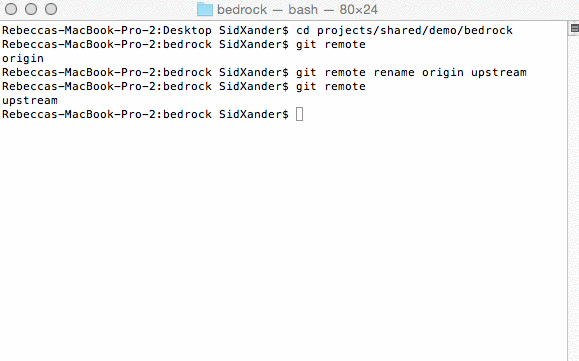 bedrock — bash — 80×24
Rebeccas-MacBook-Pro-2:Desktop SidXander$ cd projects/shared/demo/bedrock
Rebeccas-MacBook-Pro-2:bedrock SidXander$ git remote
origin
Rebeccas-MacBook-Pro-2:bedrock SidXander$ git remote rename origin upstream
Rebeccas-MacBook-Pro-2:bedrock SidXander$ git remote
upstream
Rebeccas-MacBook-Pro-2:bedrock SidXander$